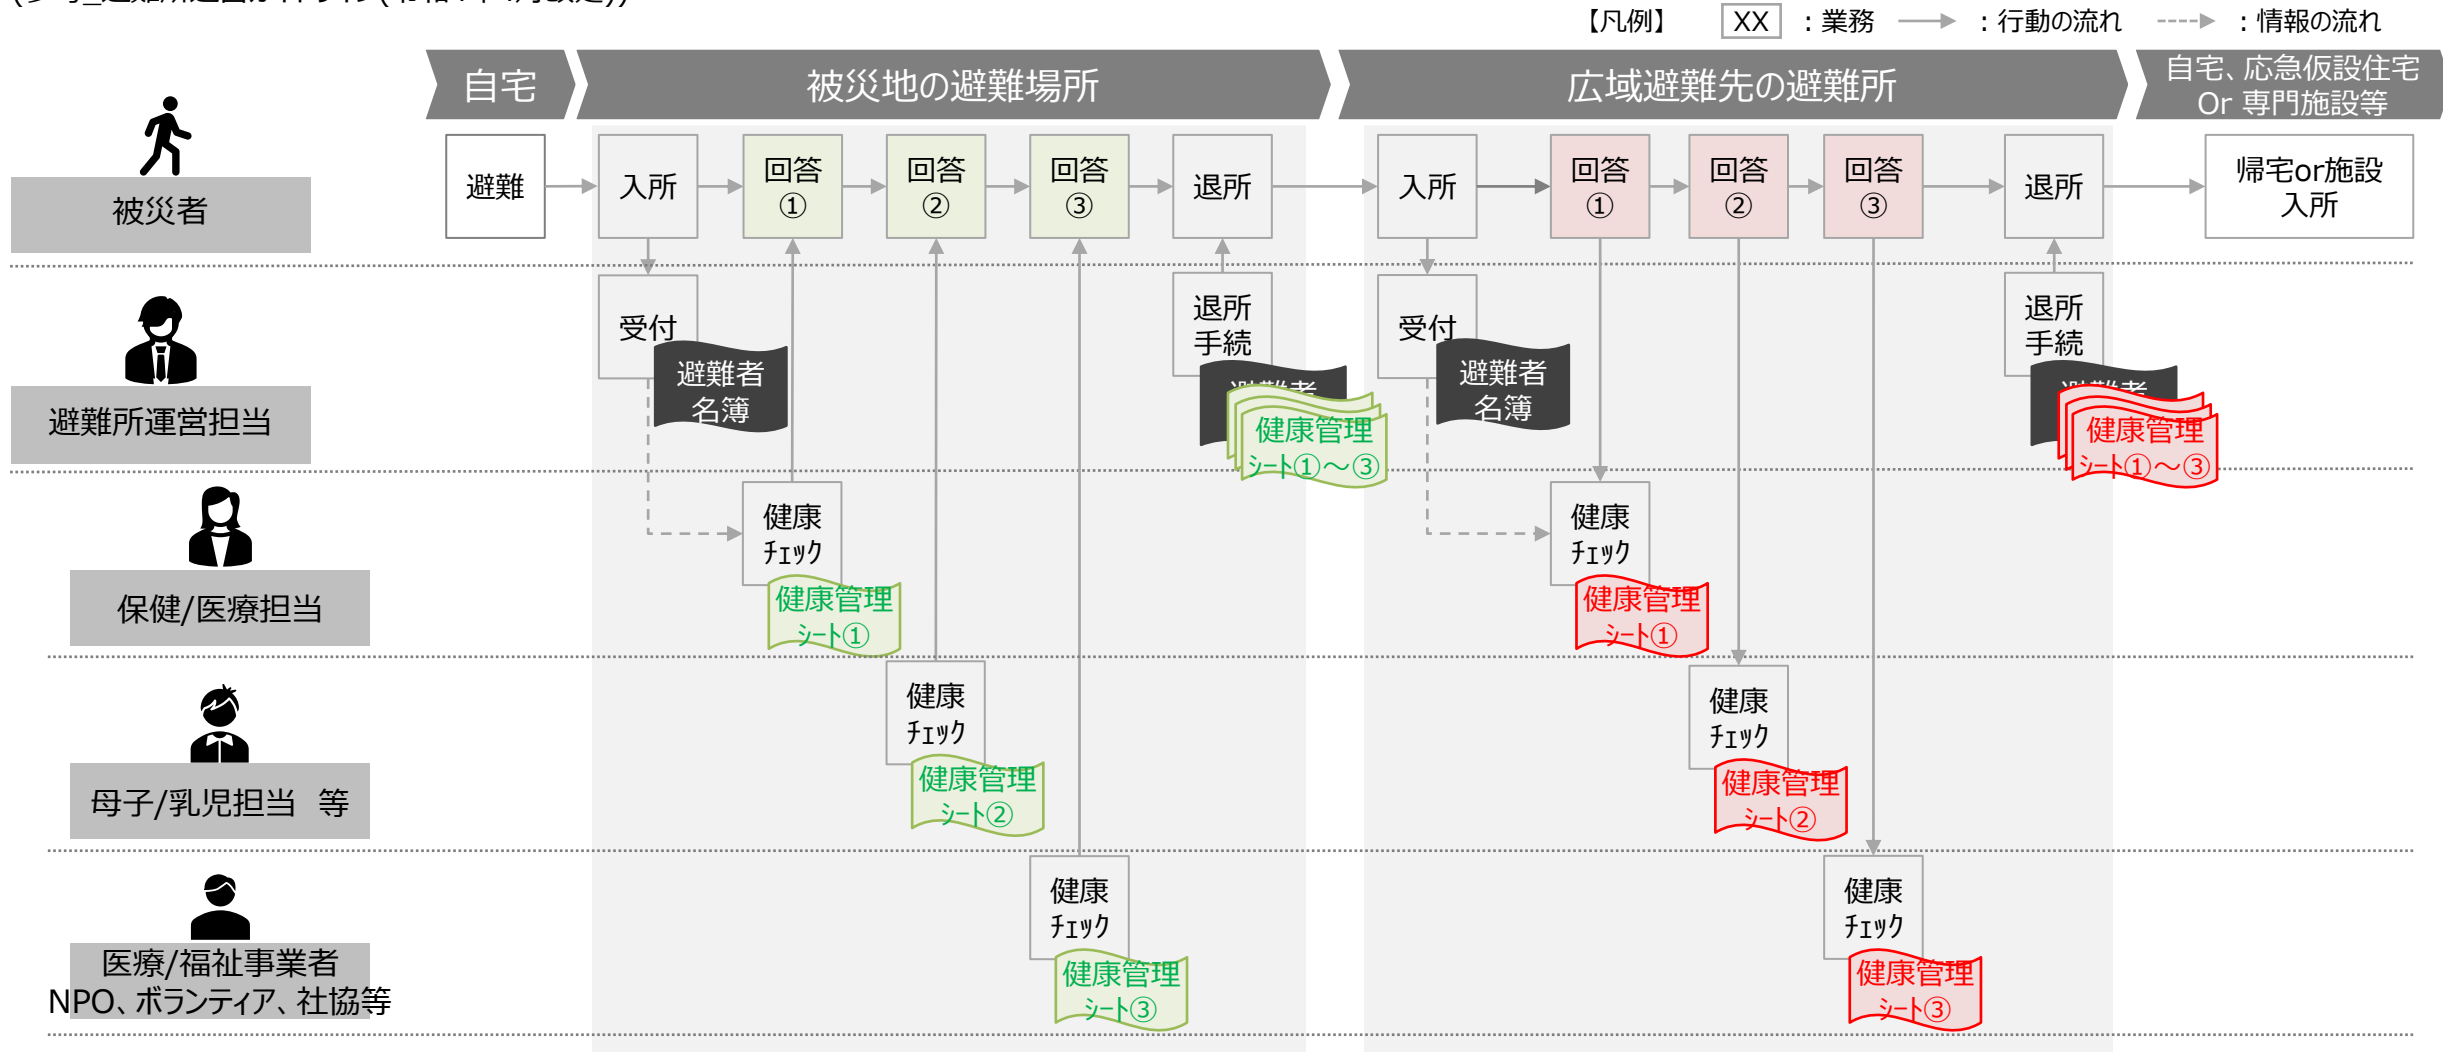 【凡例】 XX ：業務 ：行動の流れ ：情報の流れ
自宅
被災地の避難場所
広域避難先の避難所
自宅、応急仮設住宅
Or 専門施設等
被災者
避難
入所
回答
①
回答
②
回答
③
退所
入所
回答
①
回答
②
回答
③
退所
帰宅or施設
入所
避難所運営担当
受付
避難者
名簿
退所
手続
避難者
健康管理
ｼｰﾄ①～③
受付
避難者
名簿
退所
手続
避難者
健康管理
ｼｰﾄ①～③
保健/医療担当
健康
ﾁｪｯｸ
健康管理
ｼｰﾄ①
健康
ﾁｪｯｸ
健康管理
ｼｰﾄ①
母子/乳児担当　等
健康
ﾁｪｯｸ
健康管理
ｼｰﾄ②
健康
ﾁｪｯｸ
健康管理
ｼｰﾄ②
医療/福祉事業者
NPO、ボランティア、社協等
健康
ﾁｪｯｸ
健康管理
ｼｰﾄ③
健康
ﾁｪｯｸ
健康管理
ｼｰﾄ③